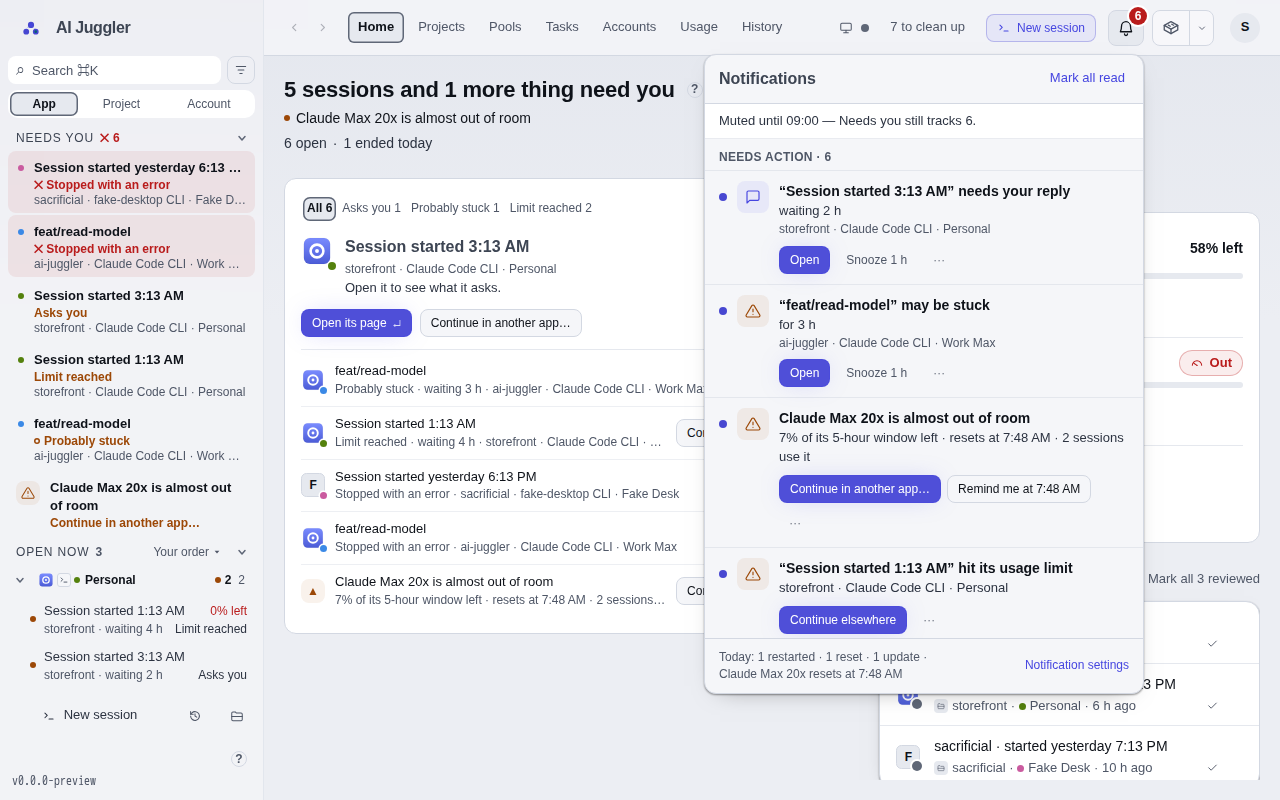 AI Juggler
Search ⌘K
App Project Account
NEEDS YOU 6
Session started yesterday 6:13 …
Stopped with an error
sacrificial · fake-desktop CLI · Fake D…
feat/read-model
Stopped with an error
ai-juggler · Claude Code CLI · Work …
Session started 3:13 AM
Asks you
storefront · Claude Code CLI · Personal
Session started 1:13 AM
Limit reached
storefront · Claude Code CLI · Personal
feat/read-model
Probably stuck
ai-juggler · Claude Code CLI · Work …
Claude Max 20x is almost out
of room
Continue in another app…
OPEN NOW 3 Your order
Personal 2 2
Session started 1:13 AM 0% left
storefront · waiting 4 h Limit reached
Session started 3:13 AM
storefront · waiting 2 h Asks you
New session
?
v0.0.0-preview
Home Projects Pools Tasks Accounts Usage History
7 to clean up New session 6 S
5 sessions and 1 more thing need you ?
Claude Max 20x is almost out of room
6 open · 1 ended today
All 6 Asks you 1 Probably stuck 1 Limit reached 2
Session started 3:13 AM
storefront · Claude Code CLI · Personal
Open it to see what it asks.
Open its page Continue in another app…
feat/read-model
Probably stuck · waiting 3 h · ai-juggler · Claude Code CLI · Work
Session started 1:13 AM
Limit reached · waiting 4 h · storefront · Claude Code CLI · …
F
Session started yesterday 6:13 PM
Stopped with an error · sacrificial · fake-desktop CLI · Fake Desk
feat/read-model
Stopped with an error · ai-juggler · Claude Code CLI · Work Max
Claude Max 20x is almost out of room
7% of its 5-hour window left · resets at 7:48 AM · 2 sessions…
Notifications Mark all read
Muted until 09:00 — Needs you still tracks 6.
NEEDS ACTION · 6
“Session started 3:13 AM” needs your reply
waiting 2 h
storefront · Claude Code CLI · Personal
Open Snooze 1 h ···
“feat/read-model” may be stuck
for 3 h
ai-juggler · Claude Code CLI · Work Max
Open Snooze 1 h ···
Claude Max 20x is almost out of room
7% of its 5-hour window left · resets at 7:48 AM · 2 sessions
use it
Continue in another app… Remind me at 7:48 AM
···
“Session started 1:13 AM” hit its usage limit
storefront · Claude Code CLI · Personal
Continue elsewhere ···
Today: 1 restarted · 1 reset · 1 update ·
Claude Max 20x resets at 7:48 AM
Notification settings
58% left
Out
Mark all 3 reviewed
PM
storefront · Personal · 6 h ago
F
sacrificial · started yesterday 7:13 PM
sacrificial · Fake Desk · 10 h ago